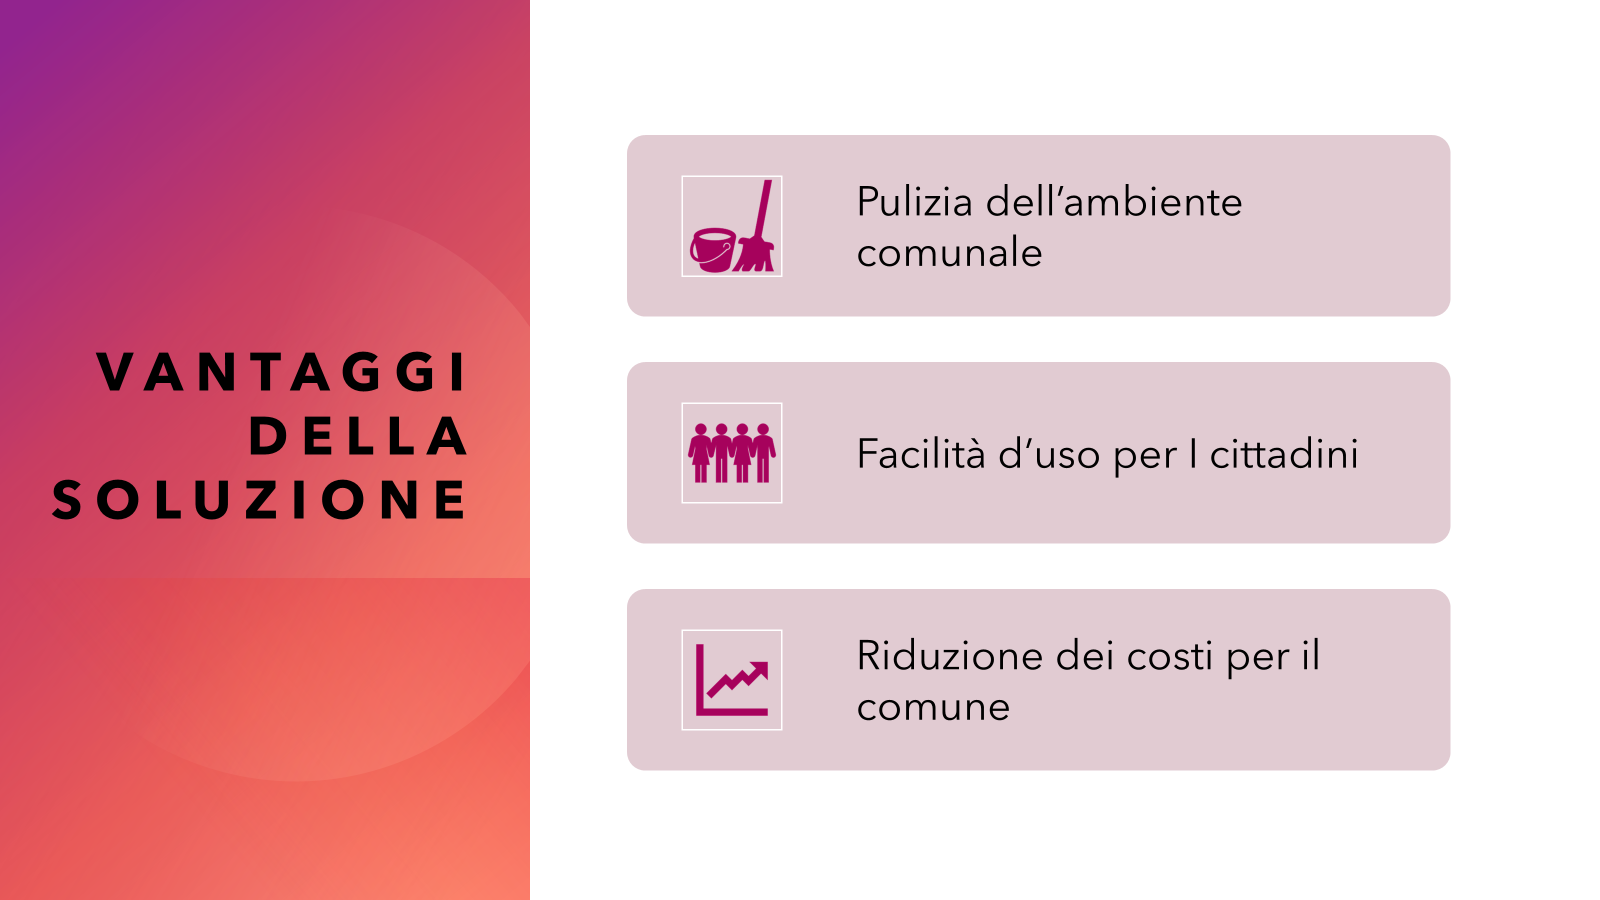 VANTAGGI
DELLA
SOLUZIONE
Pulizia dell’ambiente
comunale
Facilità d’uso per I cittadini
Riduzione dei costi per il
comune